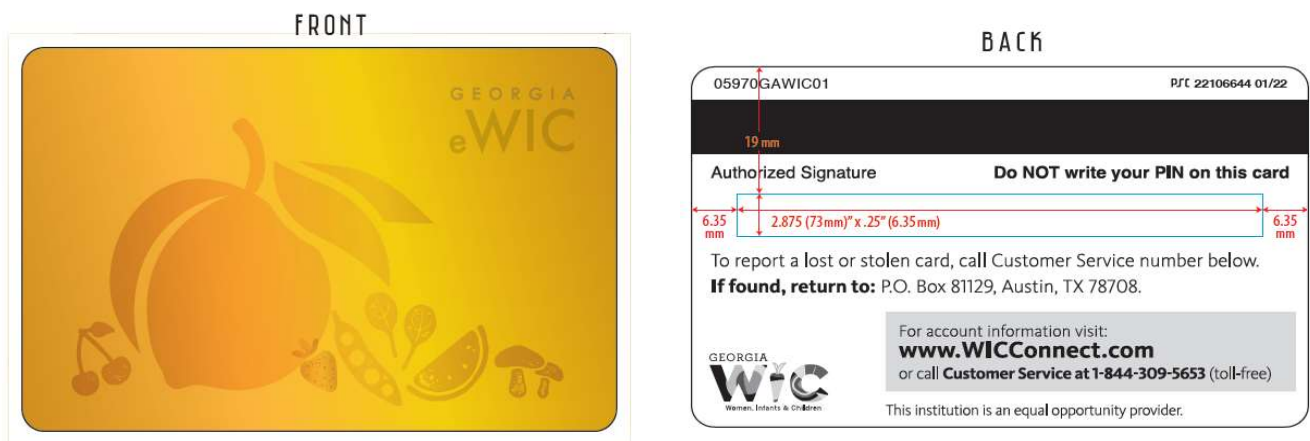 FRONT
GEORGIA
eWIC
BACK
05970GAWIC01
PSC 22106644 01/22
19 mm
Authorized Signature
Do NOT write your PIN on this card
6.35
mm
2.875 (73mm)" x .25" (6.35mm)
6.35
mm
To report a lost or stolen card, call Customer Service number below.
If found, return to: P.O. Box 81129, Austin, TX 78708.
For account information visit:
www.WICConnect.com
or call Customer Service at 1-844-309-5653 (toll-free)
GEORGIA
WIC
Women, Infants & Children
This institution is an equal opportunity provider.